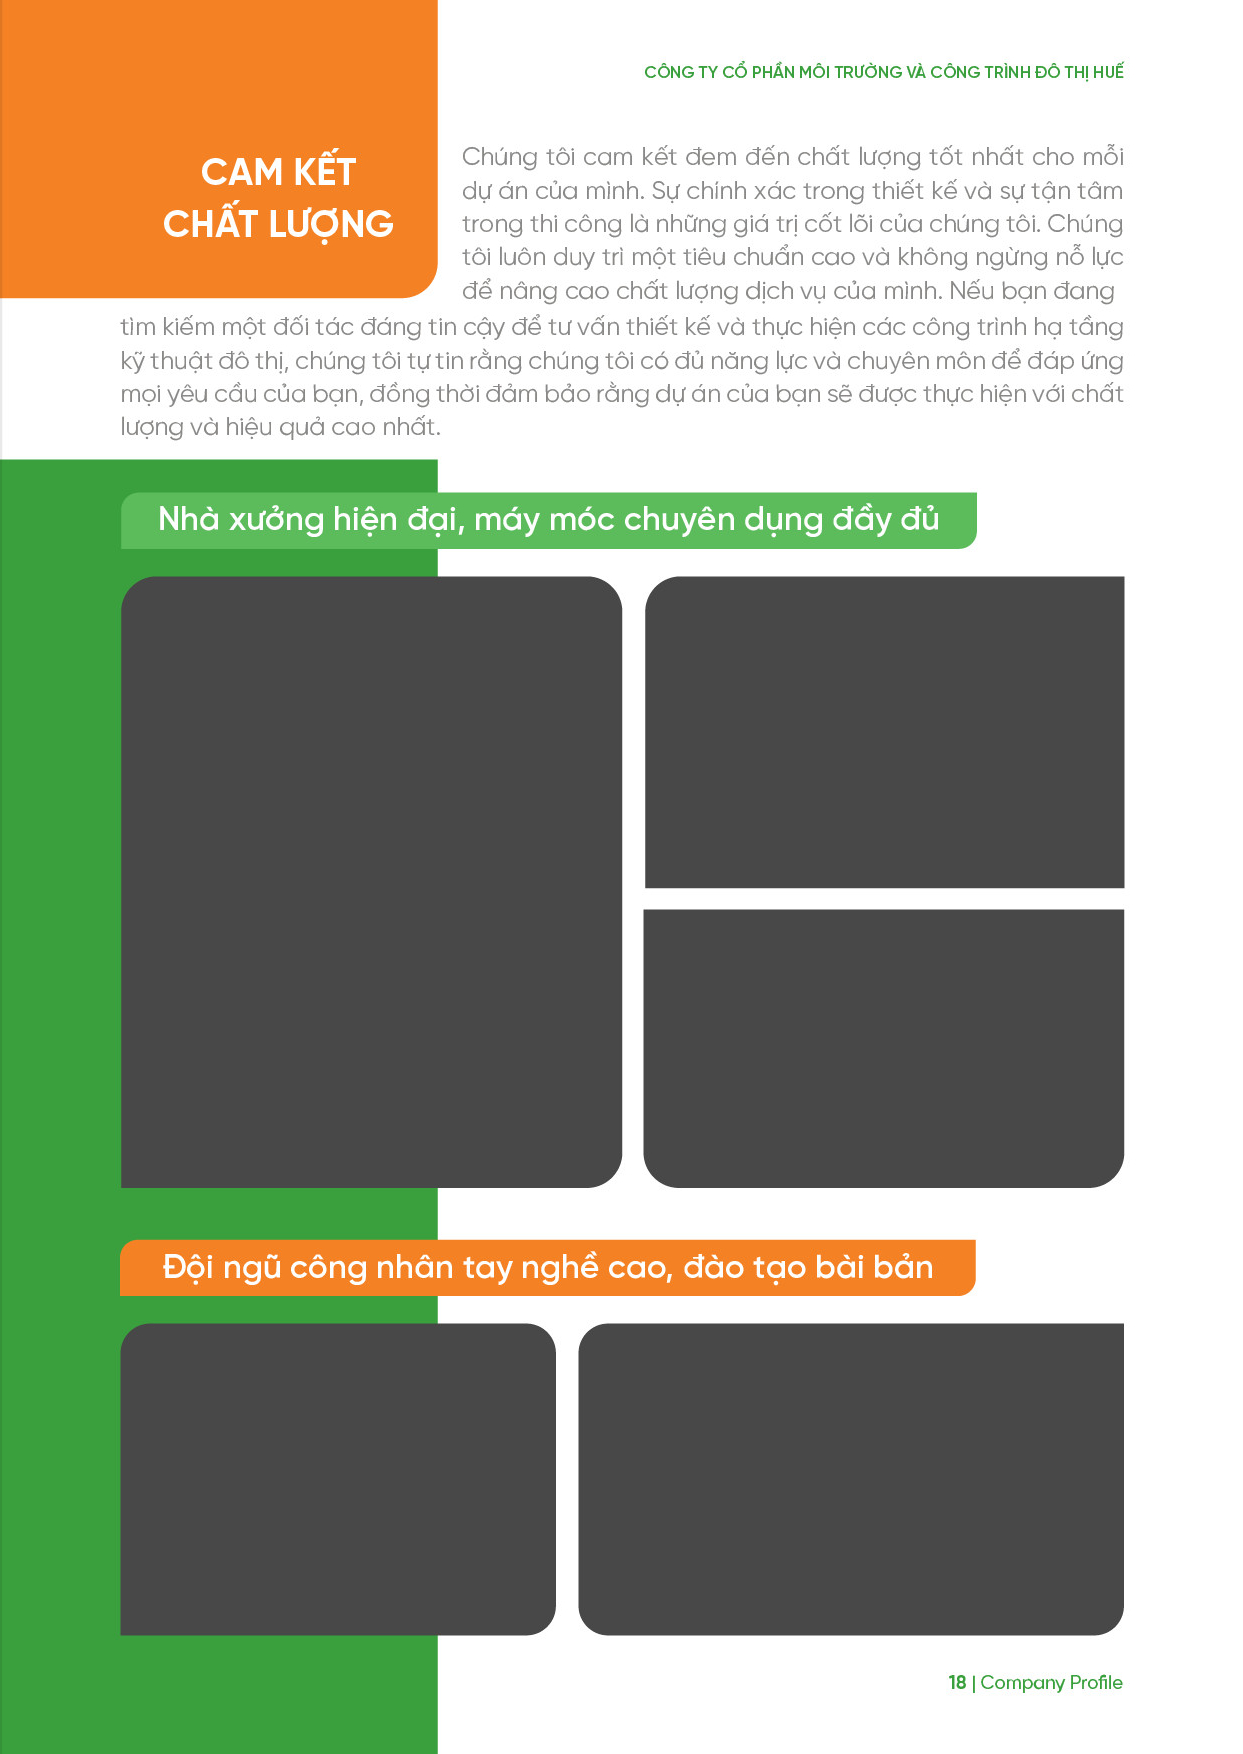 CÔNG TY CỔ PHẦN MÔI TRƯỜNG VÀ CÔNG TRÌNH ĐÔ THỊ HUẾ
CAM KẾT
CHẤT LƯỢNG
Chúng tôi cam kết đem đến chất lượng tốt nhất cho mỗi
dự án của mình. Sự chính xác trong thiết kế và sự tận tâm
trong thi công là những giá trị cốt lõi của chúng tôi. Chúng
tôi luôn duy trì một tiêu chuẩn cao và không ngừng nỗ lực
để nâng cao chất lượng dịch vụ của mình. Nếu bạn đang
tìm kiếm một đối tác đáng tin cậy để tư vấn thiết kế và thực hiện các công trình hạ tầng
kỹ thuật đô thị, chúng tôi tự tin rằng chúng tôi có đủ năng lực và chuyên môn để đáp ứng
mọi yêu cầu của bạn, đồng thời đảm bảo rằng dự án của bạn sẽ được thực hiện với chất
lượng và hiệu quả cao nhất.
Nhà xưởng hiện đại, máy móc chuyên dụng đầy đủ
Đội ngũ công nhân tay nghề cao, đào tạo bài bản
18 | Company Profile